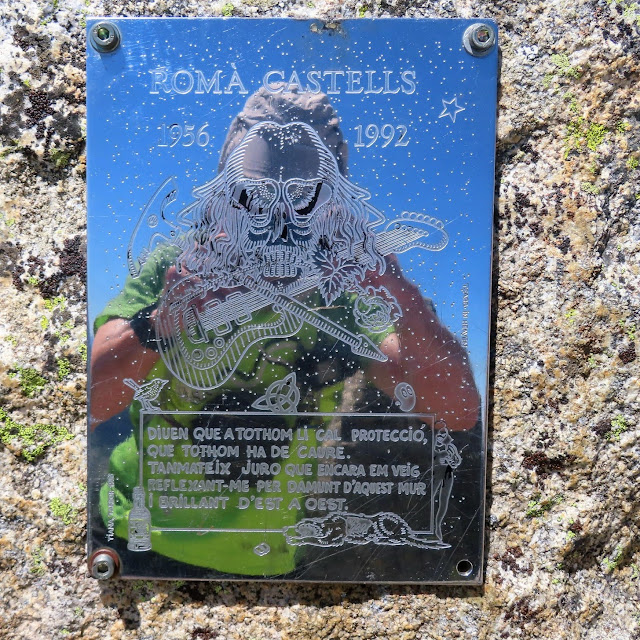 ROMÀ CASTELLS
1956 1992
DIUEN QUE A TOTHOM LI CAL PROTECCIÓ,
QUE TOTHOM HA DE CAURE.
TANMATEIX JURO QUE ENCARA EM VEIG
REFLEXANT-ME PER DAMUNT D'AQUEST MUR
I BRILLANT D'EST A OEST.